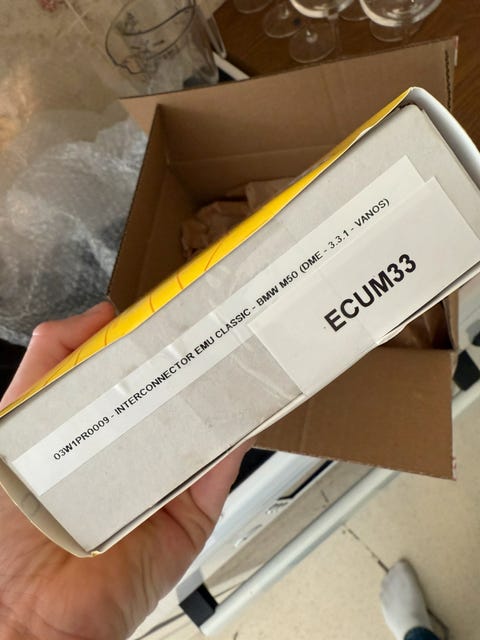 03W1PR0009 - INTERCONNECTOR EMU CLASSIC - BMW M50 (DME - 3.3.1 - VANOS)
ECUM33